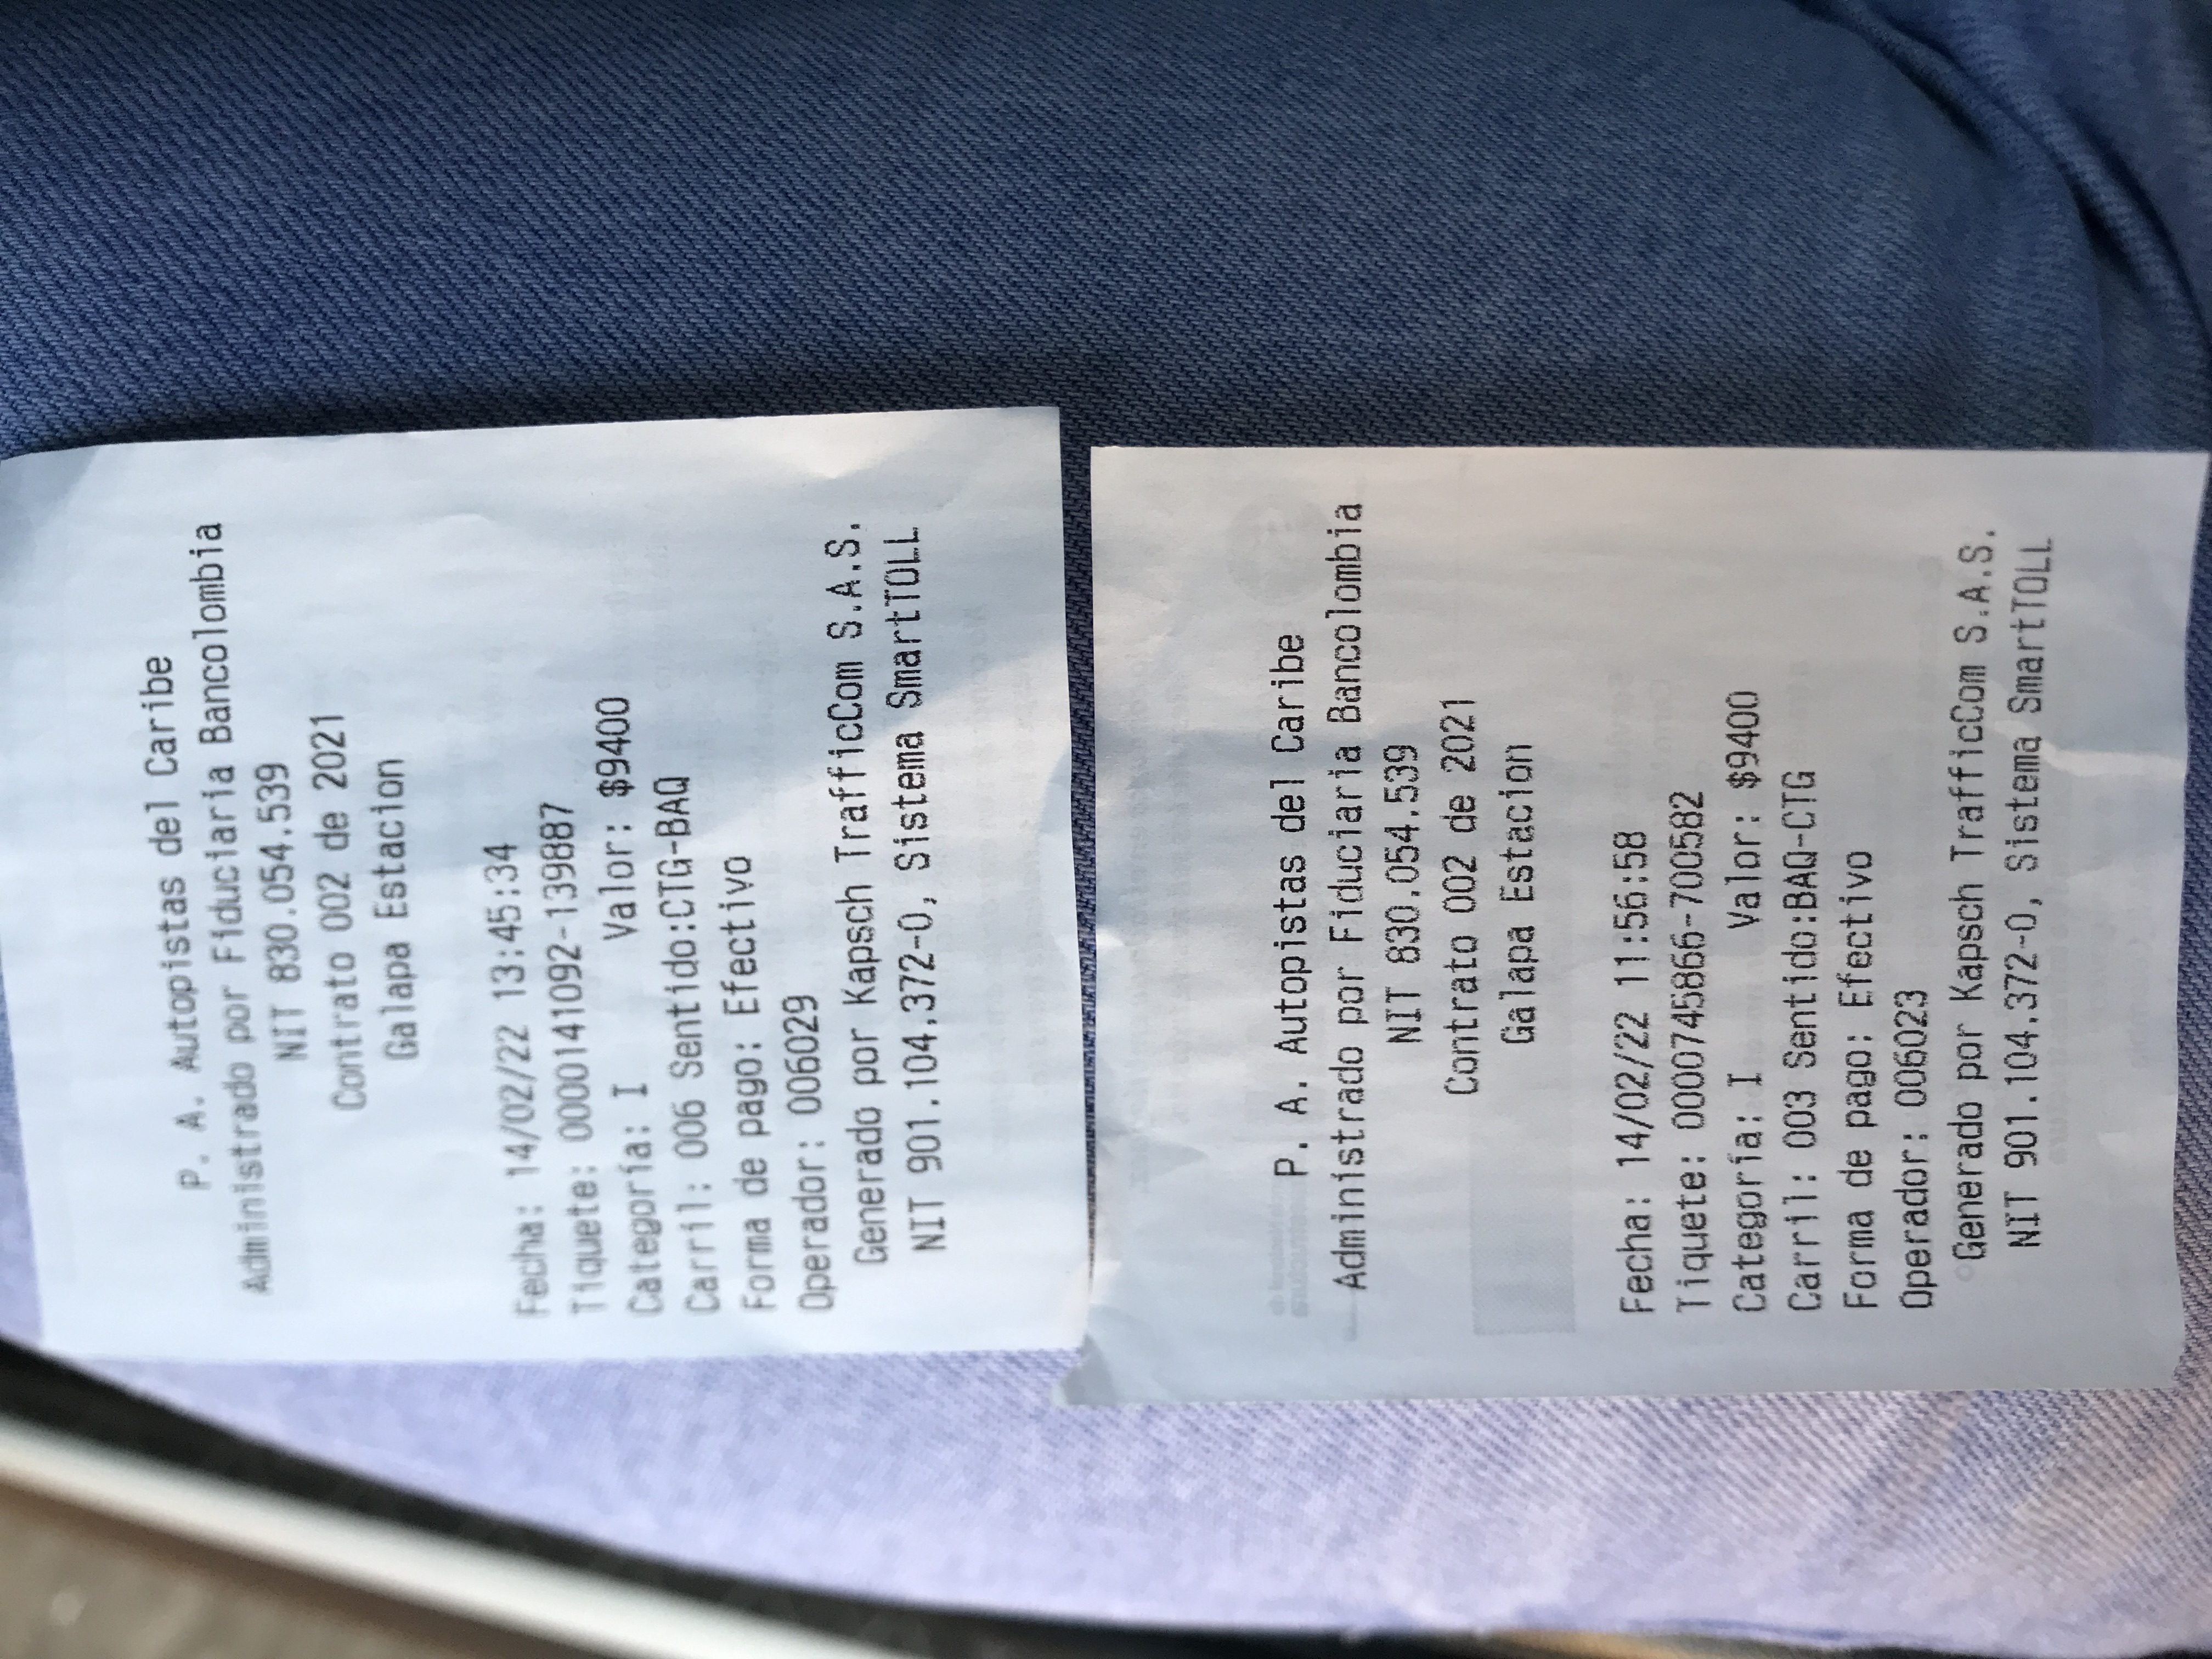 P. A. Autopistas del Caribe
Administrado por Fiduciaria Bancolombia
NIT 830.054.539
Contrato 002 de 2021
Galapa Estacion
Fecha: 14/02/22 13:45:34
Tiquete: 0000141092-139887
Categoría: I Valor: $9400
Carril: 006 Sentido:CTG-BAQ
Forma de pago: Efectivo
Operador: 006029
Generado por Kapsch TrafficCom S.A.S.
NIT 901.104.372-0, Sistema SmartTOLL
P. A. Autopistas del Caribe
Administrado por Fiduciaria Bancolombia
NIT 830.054.539
Contrato 002 de 2021
Galapa Estacion
Fecha: 14/02/22 11:56:58
Tiquete: 0000745866-700582
Categoría: I Valor: $9400
Carril: 003 Sentido:BAQ-CTG
Forma de pago: Efectivo
Operador: 006023
Generado por Kapsch TrafficCom S.A.S.
NIT 901.104.372-0, Sistema SmartTOLL